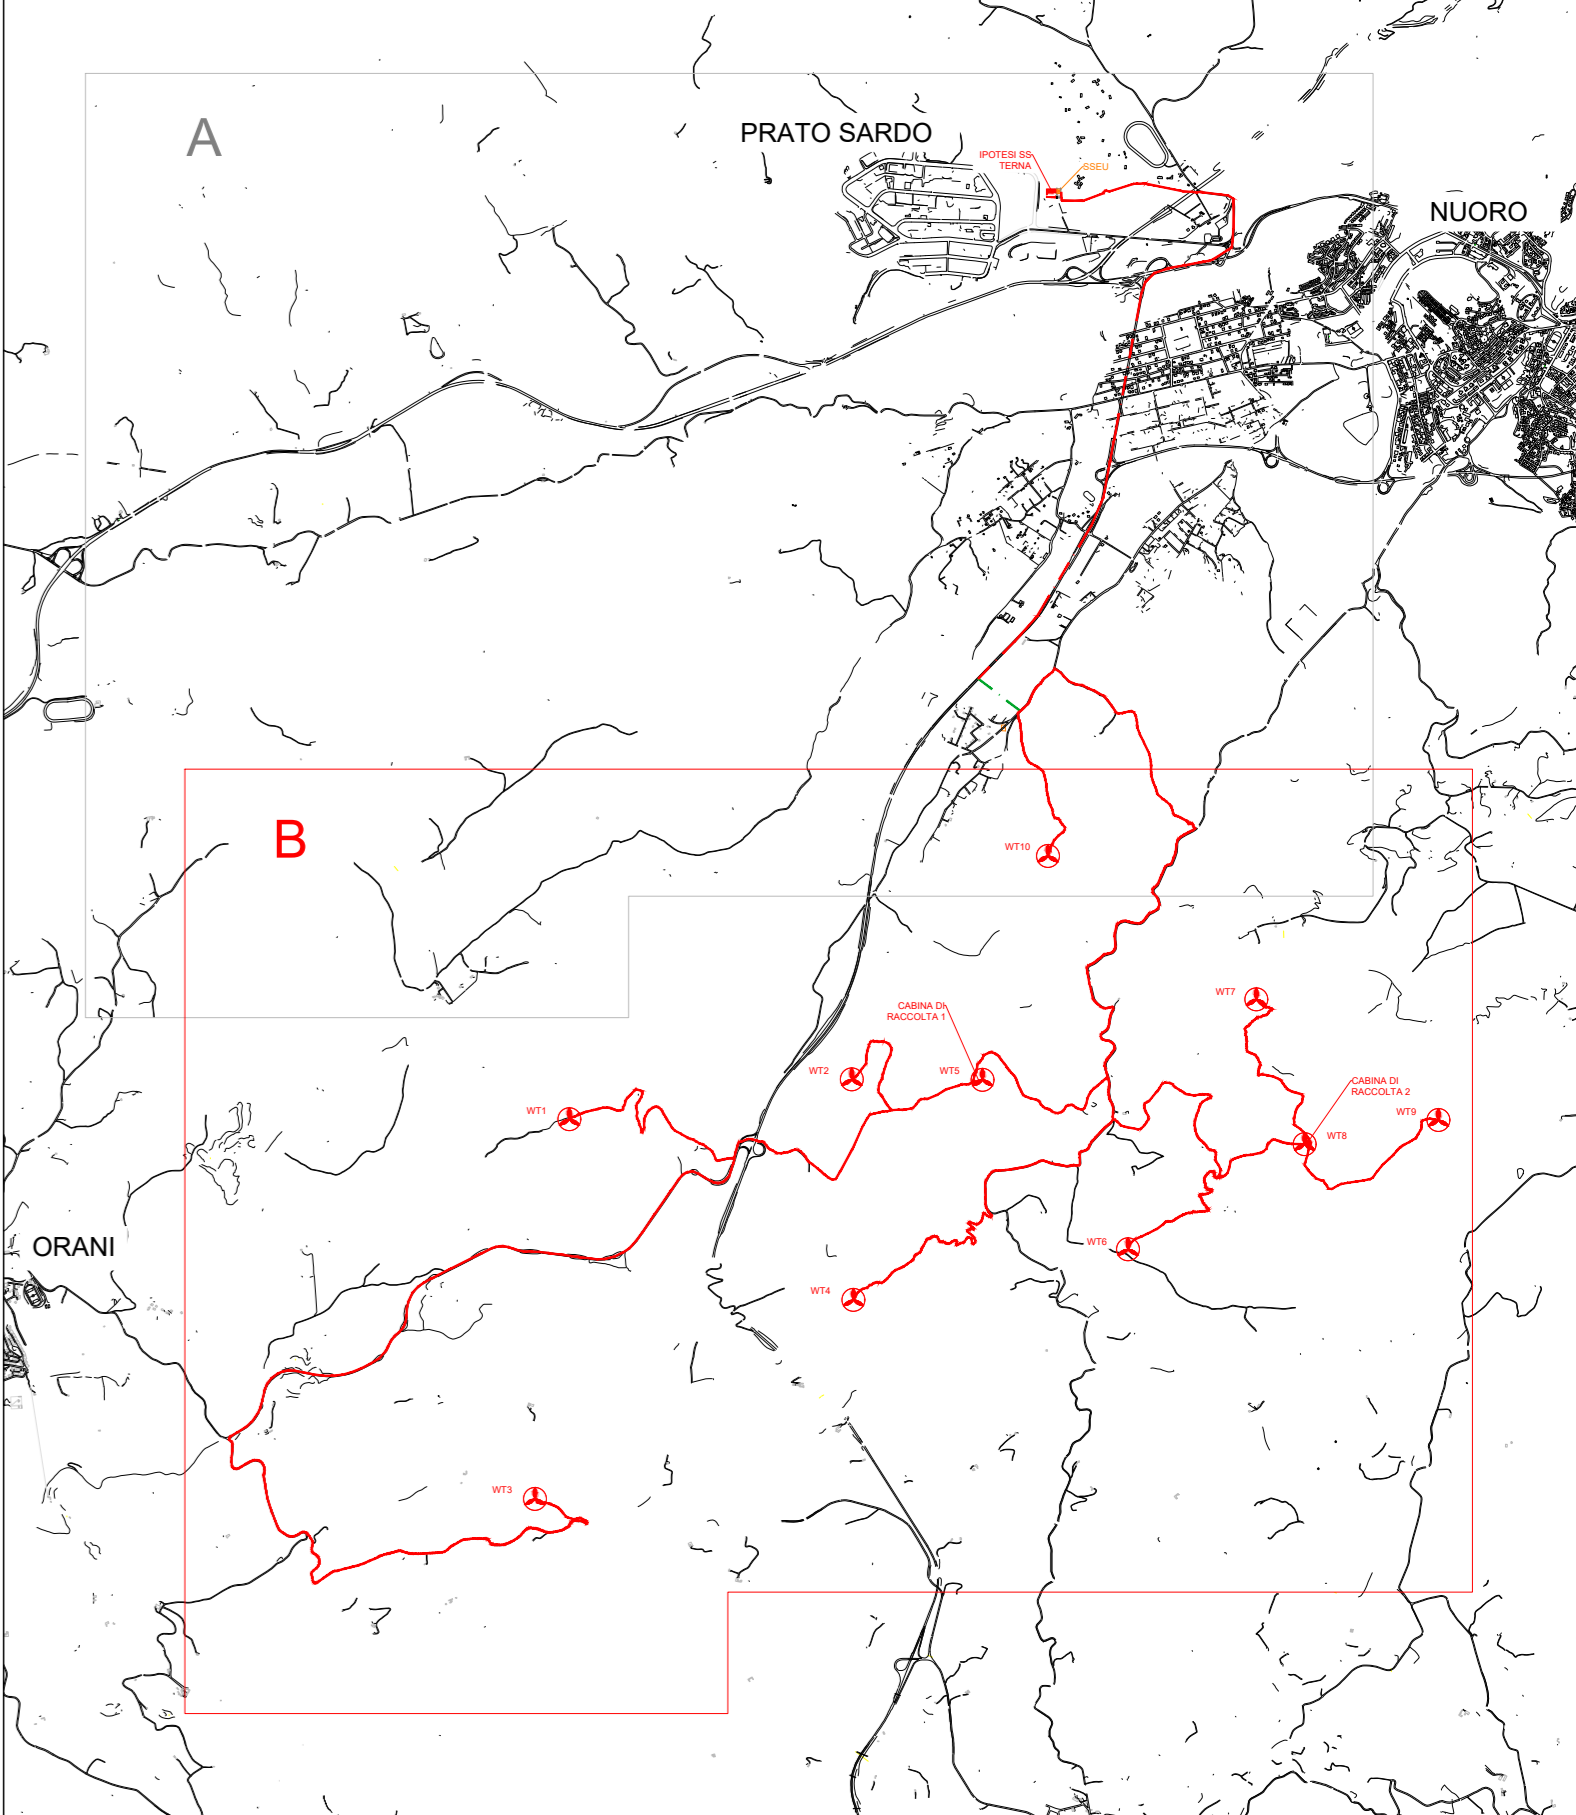 A
PRATO SARDO
IPOTESI SS
TERNA
SSEU
NUORO
B
WT10
WT7
CABINA DI
RACCOLTA 1
WT2
WT5
CABINA DI
RACCOLTA 2
WT1
WT9
WT8
ORANI
WT6
WT4
WT3